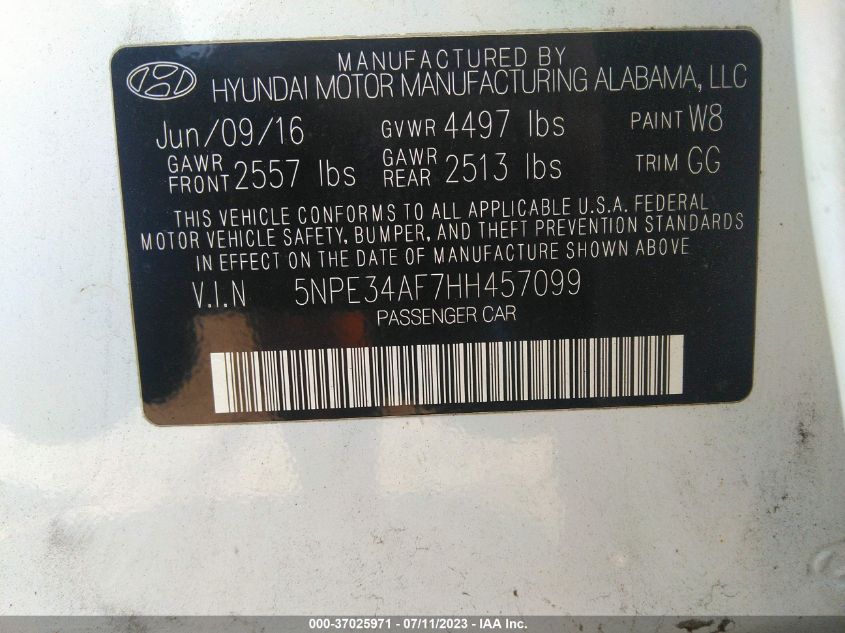 MANUFACTURED BY
HYUNDAI MOTOR MANUFACTURING ALABAMA, LLC
Jun/09/16 GVWR 4497 lbs PAINT W8
GAWR FRONT 2557 lbs GAWR REAR 2513 lbs TRIM GG
THIS VEHICLE CONFORMS TO ALL APPLICABLE U.S.A. FEDERAL
MOTOR VEHICLE SAFETY, BUMPER, AND THEFT PREVENTION STANDARDS
IN EFFECT ON THE DATE OF MANUFACTURE SHOWN ABOVE
V.I.N 5NPE34AF7HH457099
PASSENGER CAR
000-37025971 - 07/11/2023 - IAA Inc.